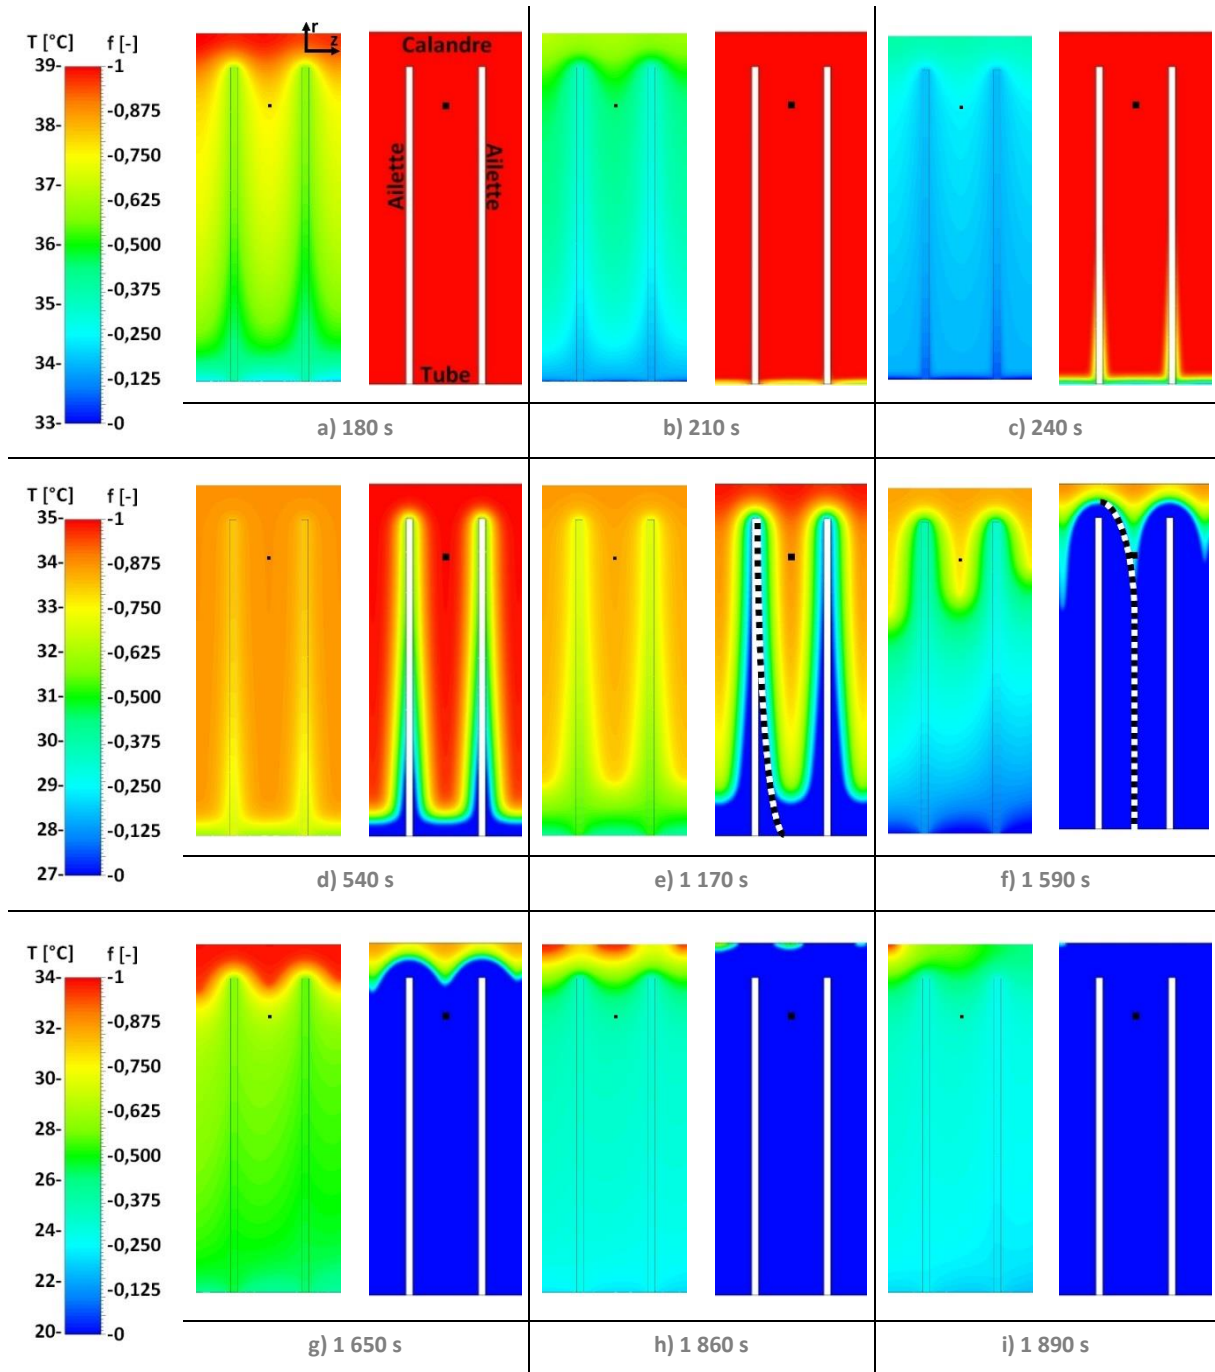 T [°C] f [-]
39- -1
-0,875
38-
-0,750
37-
-0,625
36- -0,500
35- -0,375
-0,250
34-
-0,125
33- -0
r
z
Calandre
Ailette
Ailette
Tube
a) 180 s
b) 210 s
c) 240 s
T [°C] f [-]
35- -1
34- -0,875
33- -0,750
32- -0,625
31- -0,500
30- -0,375
29- -0,250
28- -0,125
27- -0
d) 540 s
e) 1 170 s
f) 1 590 s
T [°C] f [-]
34- -1
32- -0,875
-0,750
30-
-0,625
28-
-0,500
26-
-0,375
24- -0,250
22- -0,125
20- -0
g) 1 650 s
h) 1 860 s
i) 1 890 s